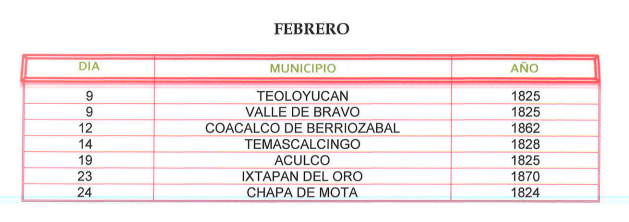 FEBRERO
DIA MUNICIPIO AÑO
9 TEOLOYUCAN 1825
9 VALLE DE BRAVO 1825
12 COACALCO DE BERRIOZABAL 1862
14 TEMASCALCINGO 1828
19 ACULCO 1825
23 IXTAPAN DEL ORO 1870
24 CHAPA DE MOTA 1824